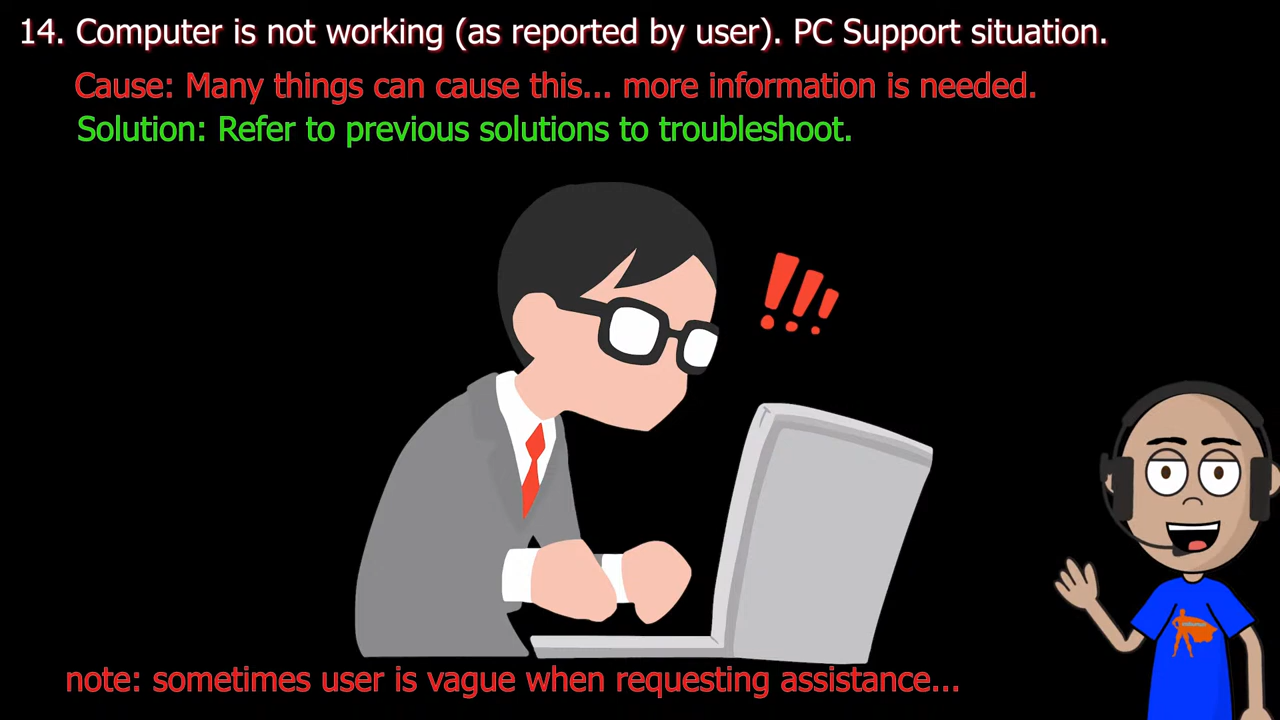 14. Computer is not working (as reported by user). PC Support situation.
Cause: Many things can cause this... more information is needed.
Solution: Refer to previous solutions to troubleshoot.
!!!
note: sometimes user is vague when requesting assistance...